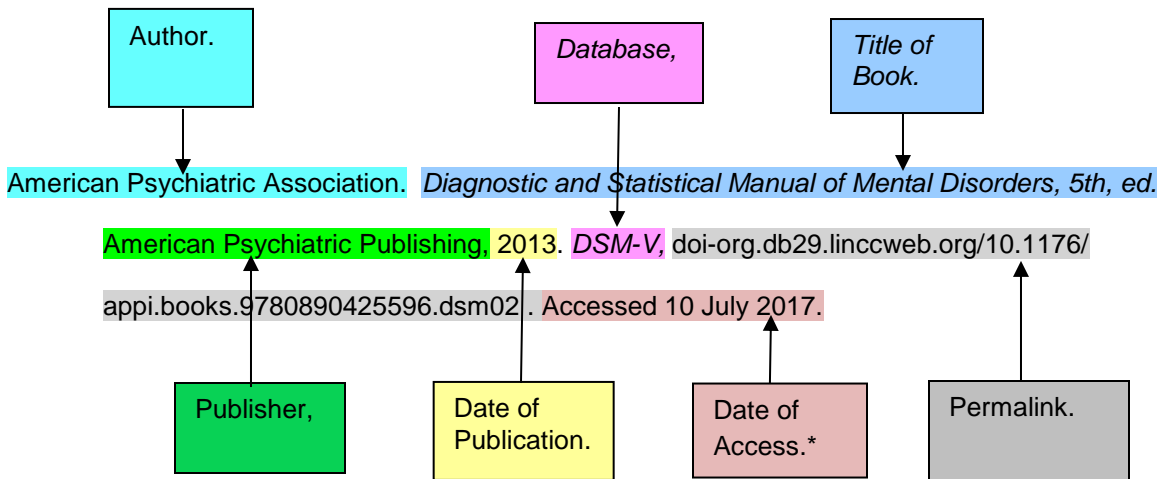 Author.
Database,
Title of
Book.
American Psychiatric Association. Diagnostic and Statistical Manual of Mental Disorders, 5th, ed.
American Psychiatric Publishing, 2013. DSM-V, doi-org.db29.linccweb.org/10.1176/
appi.books.9780890425596.dsm02 . Accessed 10 July 2017.
Publisher,
Date of
Publication.
Date of
Access.*
Permalink.